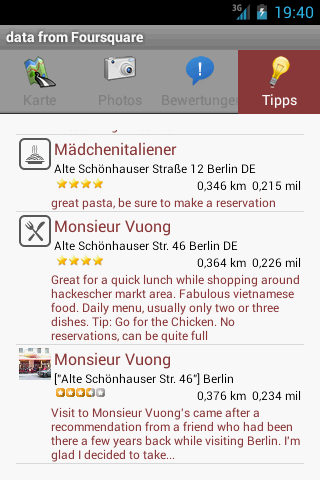 3G 19:40
data from Foursquare
Karte Photos Bewertungen Tipps
Mädchenitaliener
Alte Schönhauser Straße 12 Berlin DE
0,346 km 0,215 mil
great pasta, be sure to make a reservation
Monsieur Vuong
Alte Schönhauser Str. 46 Berlin DE
0,364 km 0,226 mil
Great for a quick lunch while shopping around
hackescher markt area. Fabulous vietnamese
food. Daily menu, usually only two or three
dishes. Tip: Go for the Chicken. No
reservations, can be quite full
Monsieur Vuong
["Alte Schönhauser Str. 46"] Berlin
0,376 km 0,234 mil
Visit to Monsieur Vuong's came after a
recommendation from a friend who had been
there a few years back while visiting Berlin. I'm
glad I decided to take...